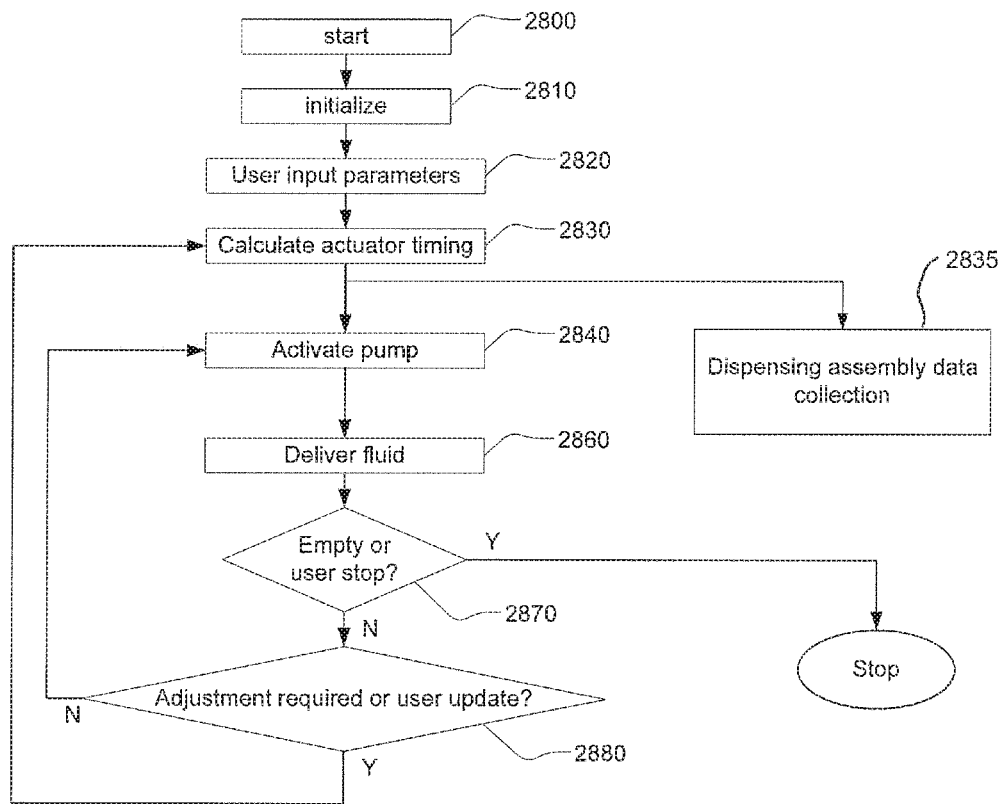 start
2800
initialize
2810
User input parameters
2820
Calculate actuator timing
2830
2835
Dispensing assembly data
collection
Activate pump
2840
Deliver fluid
2860
Empty or
user stop?
Y
2870
N
Stop
Adjustment required or user update?
N
2880
Y